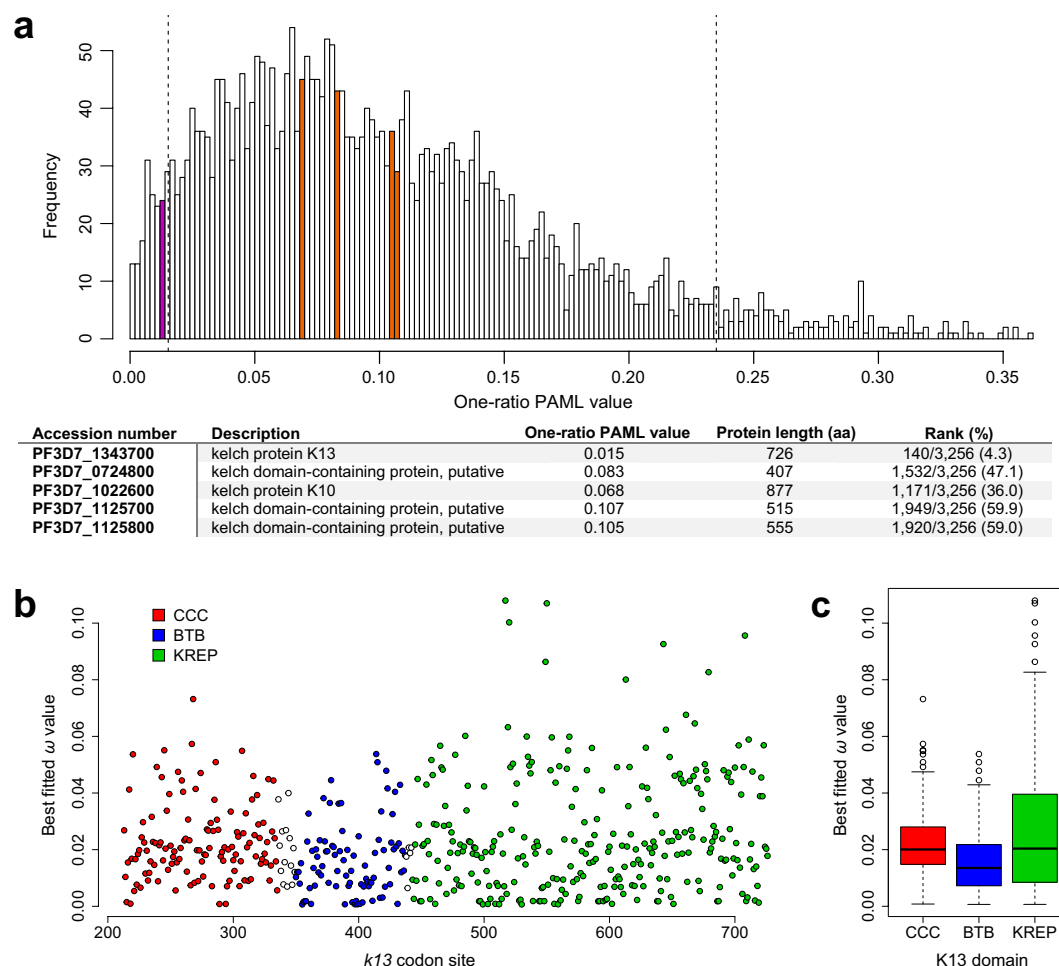 a
50
40
30
20
10
0
Frequency
0.00 0.05 0.10 0.15 0.20 0.25 0.30 0.35
One-ratio PAML value
Accession number Description One-ratio PAML value Protein length (aa) Rank (%)
PF3D7_1343700 kelch protein K13 0.015 726 140/3,256 (4.3)
PF3D7_0724800 kelch domain-containing protein, putative 0.083 407 1,532/3,256 (47.1)
PF3D7_1022600 kelch protein K10 0.068 877 1,171/3,256 (36.0)
PF3D7_1125700 kelch domain-containing protein, putative 0.107 515 1,949/3,256 (59.9)
PF3D7_1125800 kelch domain-containing protein, putative 0.105 555 1,920/3,256 (59.0)
b
CCC
BTB
KREP
0.10
0.08
0.06
0.04
0.02
0.00
Best fitted ω value
200 300 400 500 600 700
k13 codon site
c
0.10
0.08
0.06
0.04
0.02
0.00
Best fitted ω value
CCC BTB KREP
K13 domain